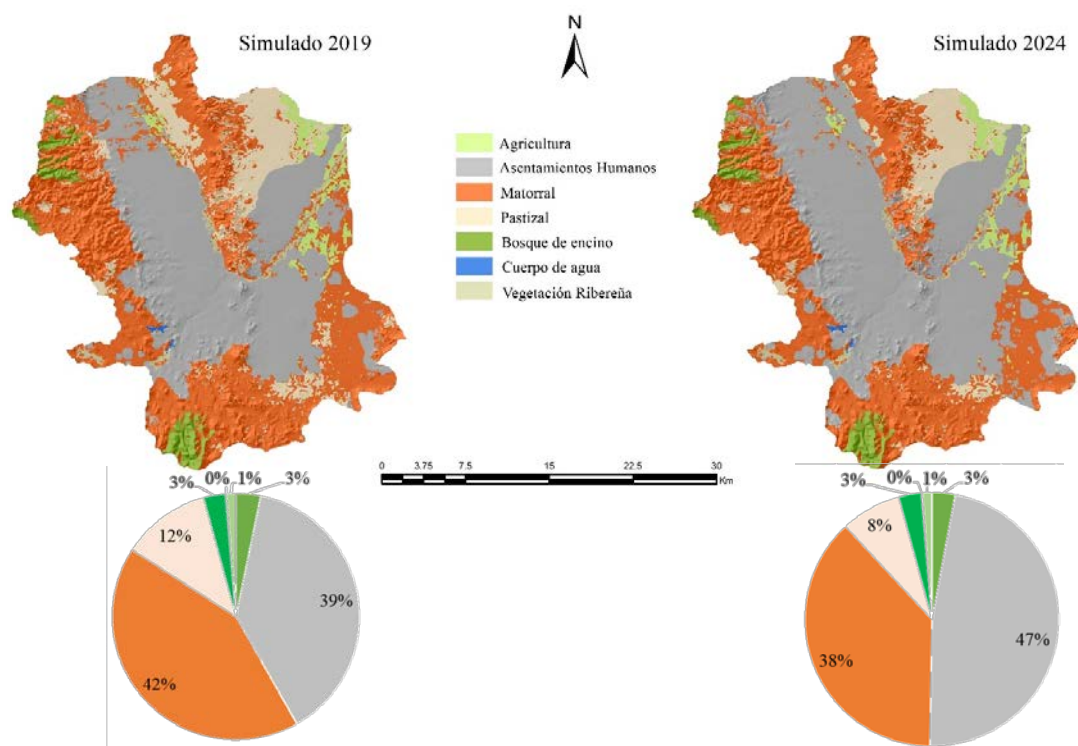 Simulado 2019
N
Simulado 2024
Agricultura
Asentamientos Humanos
Matorral
Pastizal
Bosque de encino
Cuerpo de agua
Vegetación Ribereña
0 3.75 7.5 15 22.5 30
Km
3% 0% 1% 3%
12%
39%
42%
3% 0% 1% 3%
8%
47%
38%